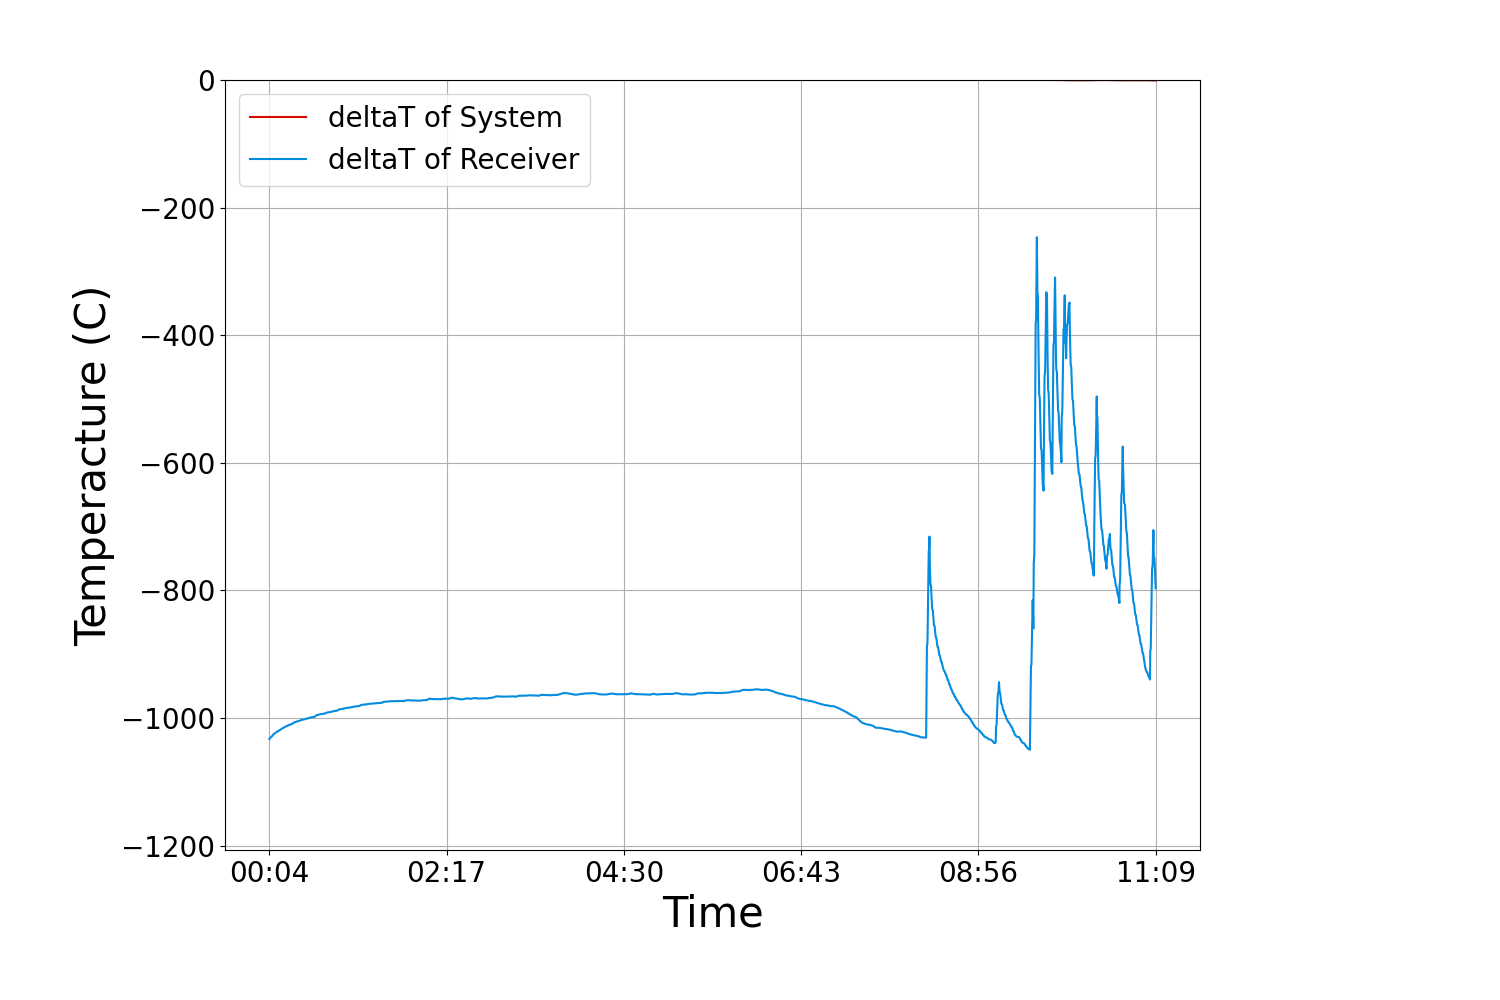 0
−200
−400
−600
−800
−1000
−1200
deltaT of System
deltaT of Receiver
Temperacture (C)
00:04 02:17 04:30 06:43 08:56 11:09
Time